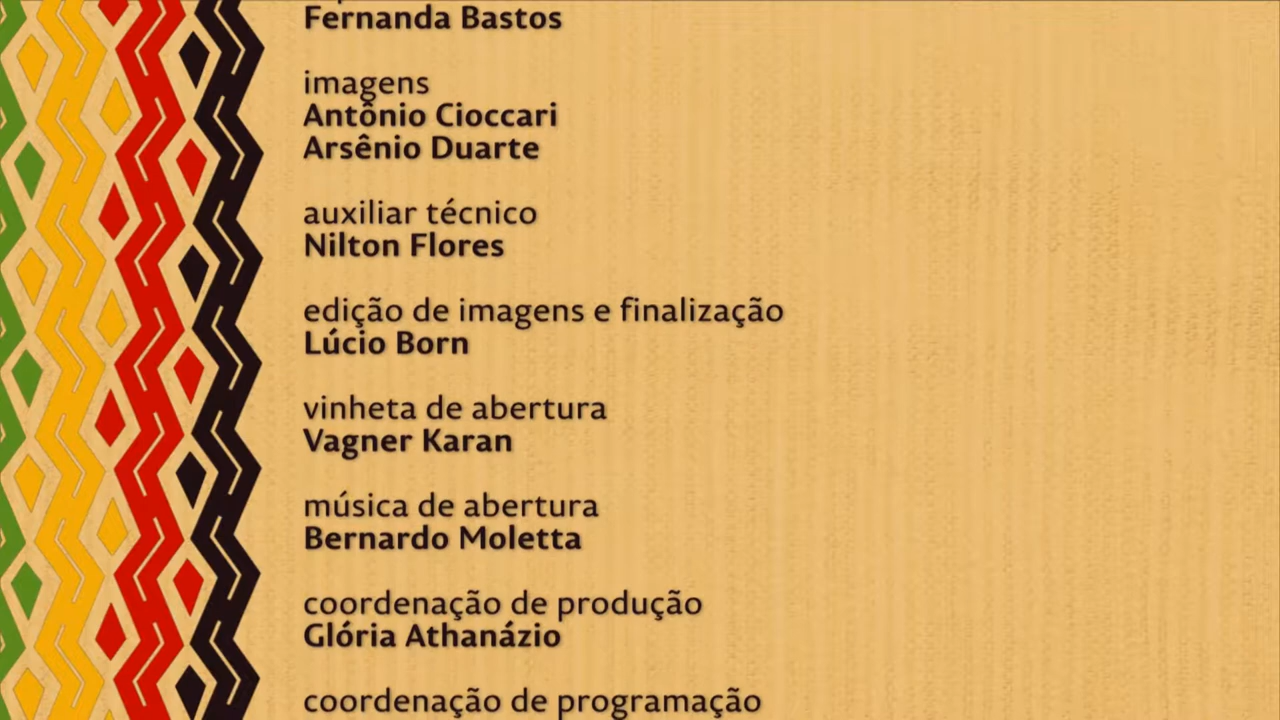 Fernanda Bastos
imagens
Antônio Cioccari
Arsênio Duarte
auxiliar técnico
Nilton Flores
edição de imagens e finalização
Lúcio Born
vinheta de abertura
Vagner Karan
música de abertura
Bernardo Moletta
coordenação de produção
Glória Athanázio
coordenação de programação